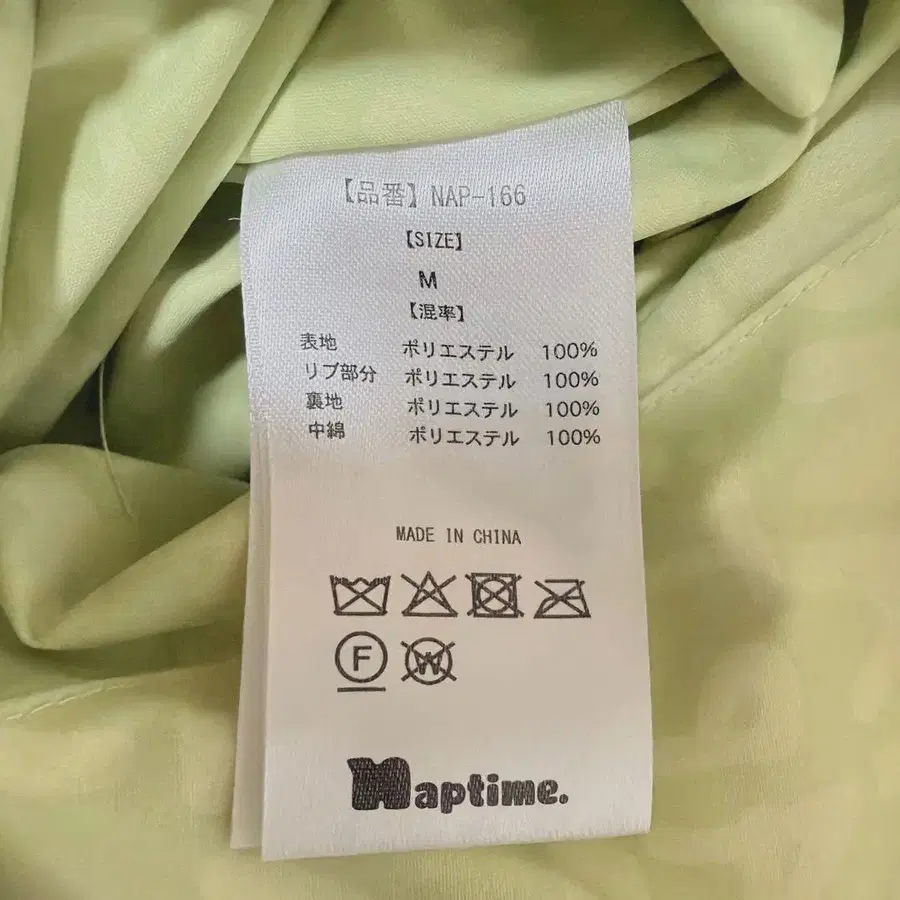 【品番】NAP-166
【SIZE】
M
【混率】
表地 ポリエステル 100%
リブ部分 ポリエステル 100%
裏地 ポリエステル 100%
中綿 ポリエステル 100%
MADE IN CHINA
F W
Naptime.